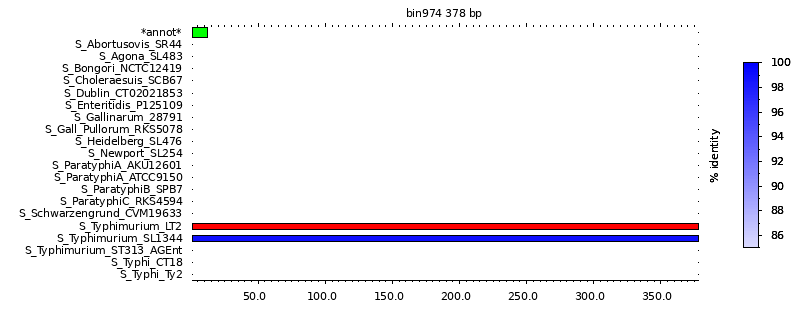 bin974 378 bp
*annot*
S_Abortusovis_SR44
S_Agona_SL483
S_Bongori_NCTC12419
S_Choleraesuis_SCB67
S_Dublin_CT02021853
S_Enteritidis_P125109
S_Gallinarum_28791
S_Gall_Pullorum_RKS5078
S_Heidelberg_SL476
S_Newport_SL254
S_ParatyphiA_AKU12601
S_ParatyphiA_ATCC9150
S_ParatyphiB_SPB7
S_ParatyphiC_RKS4594
S_Schwarzengrund_CVM19633
S_Typhimurium_LT2
S_Typhimurium_SL1344
S_Typhimurium_ST313_AGEnt
S_Typhi_CT18
S_Typhi_Ty2
50.0 100.0 150.0 200.0 250.0 300.0 350.0
% identity
100
98
96
94
92
90
88
86